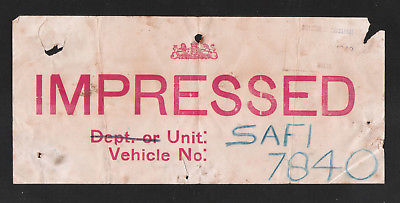 IMPRESSED
Dept. or Unit: SAFI
Vehicle No: 7840